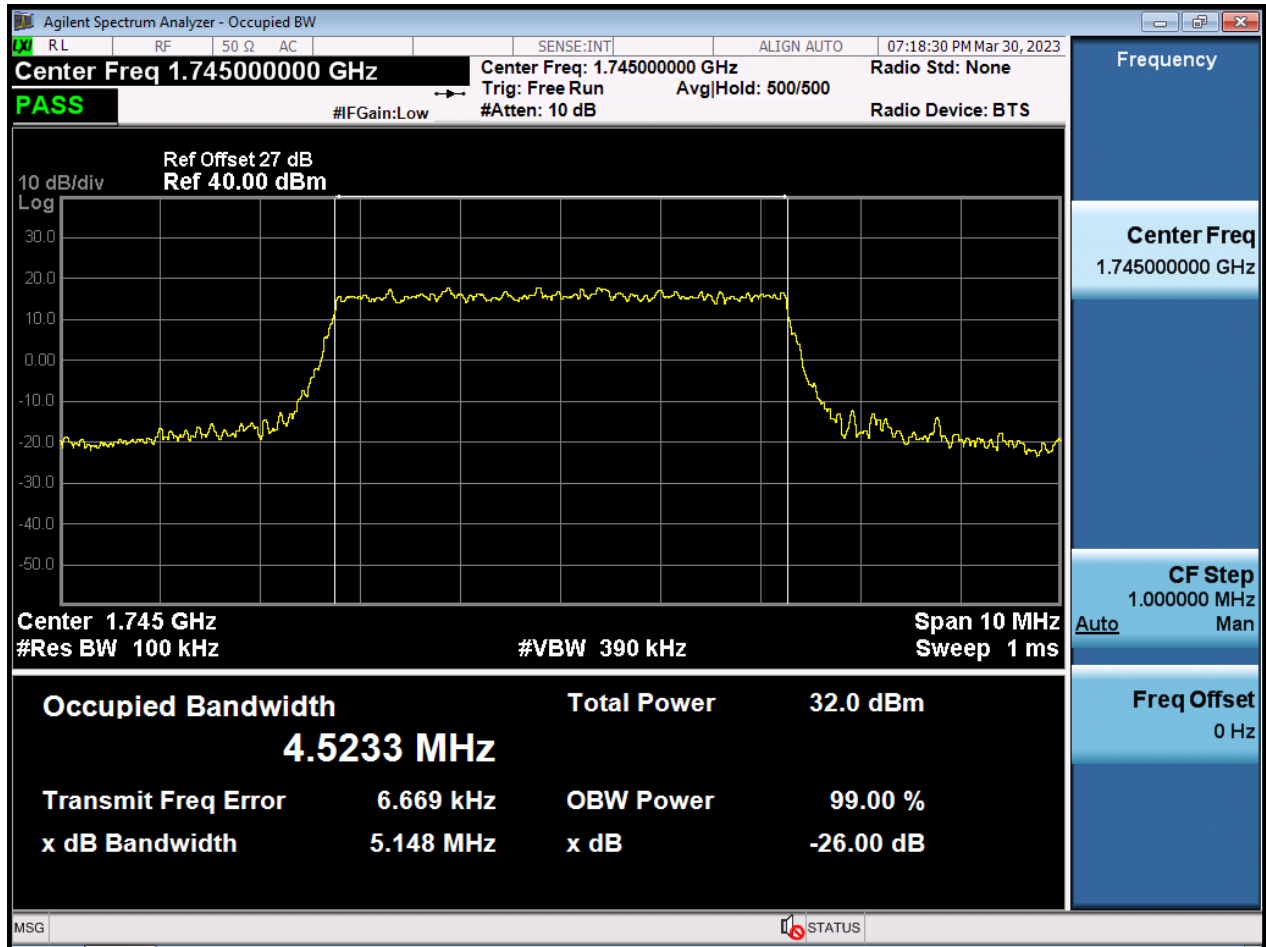 Agilent Spectrum Analyzer - Occupied BW
LXI RL RF 50 Ω AC SENSE:INT ALIGN AUTO 07:18:30 PM Mar 30, 2023
Center Freq 1.745000000 GHz
Center Freq: 1.745000000 GHz
Radio Std: None
PASS
Trig: Free Run Avg|Hold: 500/500
#IFGain:Low
#Atten: 10 dB
Radio Device: BTS
Ref Offset 27 dB
10 dB/div Ref 40.00 dBm
Log
30.0
20.0
10.0
0.00
-10.0
-20.0
-30.0
-40.0
-50.0
Center 1.745 GHz Span 10 MHz
#Res BW 100 kHz #VBW 390 kHz Sweep 1 ms
Occupied Bandwidth Total Power 32.0 dBm
4.5233 MHz
Transmit Freq Error 6.669 kHz OBW Power 99.00 %
x dB Bandwidth 5.148 MHz x dB -26.00 dB
Frequency
Center Freq
1.745000000 GHz
CF Step
1.000000 MHz
Auto Man
Freq Offset
0 Hz
MSG STATUS